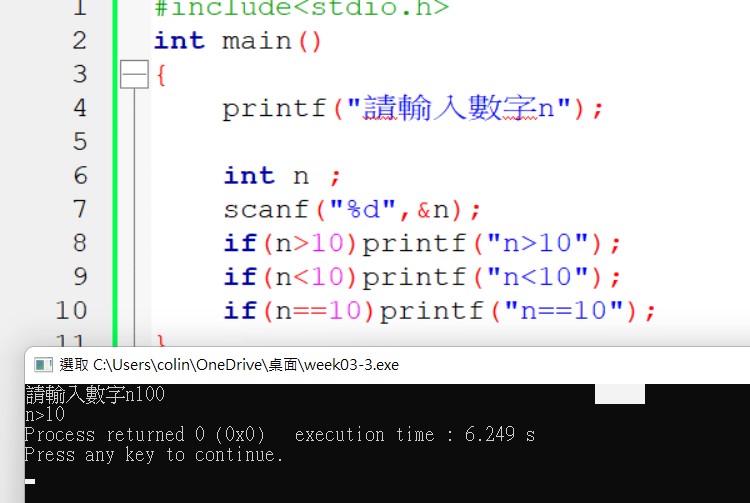 1 #include<stdio.h>
2 int main()
3 {
4 printf("請輸入數字n");
5
6 int n ;
7 scanf("%d",&n);
8 if(n>10)printf("n>10");
9 if(n<10)printf("n<10");
10 if(n==10)printf("n==10");
11 }
選取 C:\Users\colin\OneDrive\桌面\week03-3.exe
請輸入數字n100
n>10
Process returned 0 (0x0) execution time : 6.249 s
Press any key to continue.